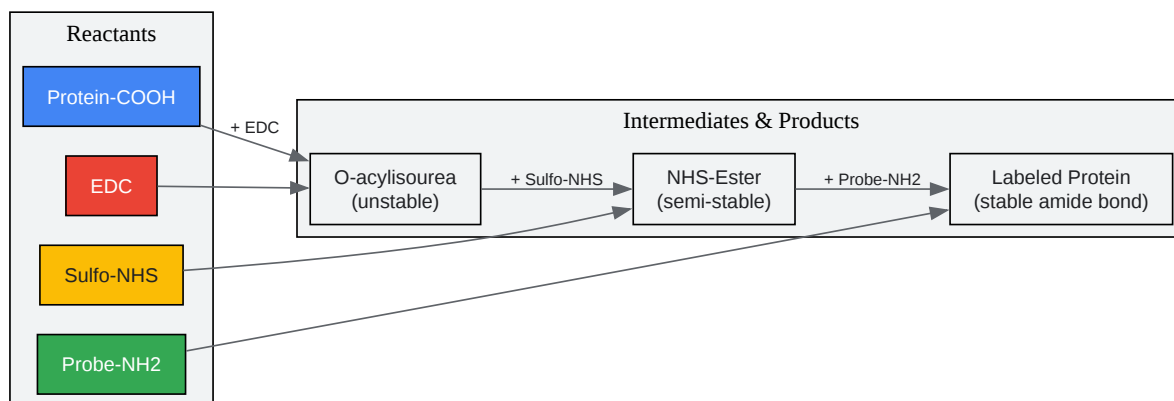 Reactants
Protein-COOH
EDC
Sulfo-NHS
Probe-NH2
+ EDC
Intermediates & Products
O-acylisourea
(unstable)
+ Sulfo-NHS
NHS-Ester
(semi-stable)
+ Probe-NH2
Labeled Protein
(stable amide bond)